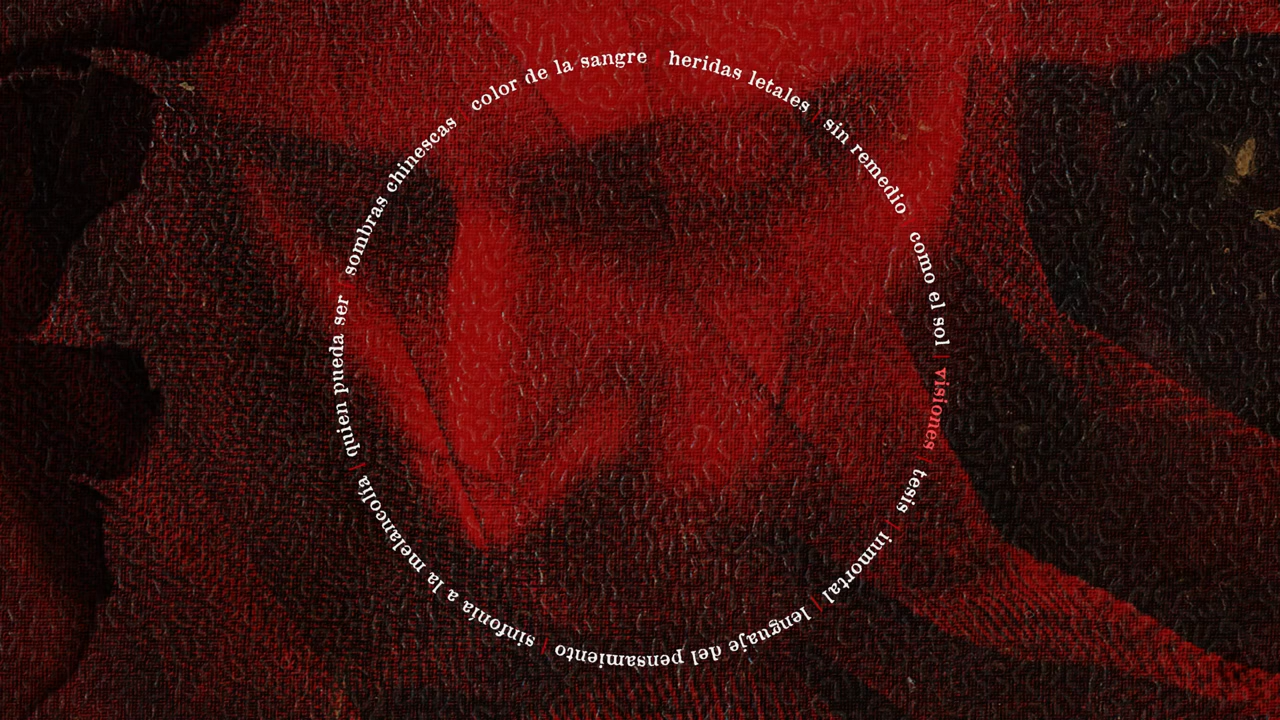 heridas letales | sin remedio como el sol | visiones | tesis | inmortal | lenguaje del pensamiento | sinfonía a la melancolía | quien pueda ser | sombras chinescas color de la sangre